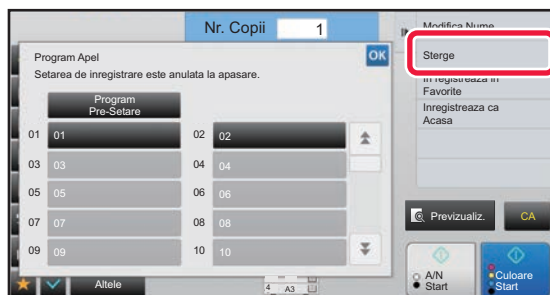 Nr. Copii 1
Modifica Nume
Program Apel
OK
Sterge
Setarea de inregistrare este anulata la apasare.
In registreaza in
Favorite
Program
Pre-Setare
Inregistreaza ca
Acasa
01 01
02 02
03 03
04 04
05 05
06 06
07 07
08 08
Previzualiz.
CA
09 09
10 10
A/N
Start
Culoare
Start
Altele
4 A3